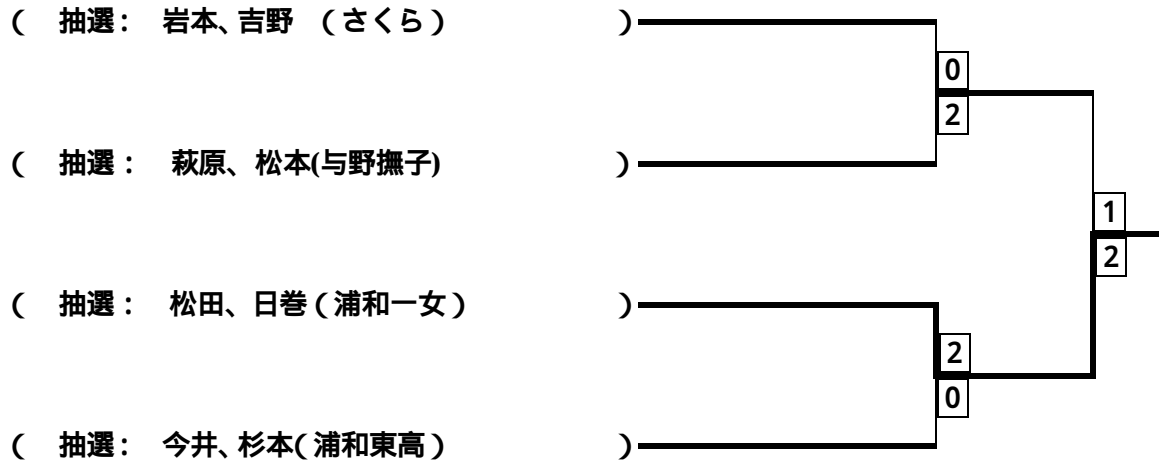 ( 抽選: 岩本、吉野 (さくら) )
0
2
( 抽選: 萩原、松本(与野撫子) )
1
2
( 抽選: 松田、日巻(浦和一女) )
2
0
( 抽選: 今井、杉本(浦和東高) )